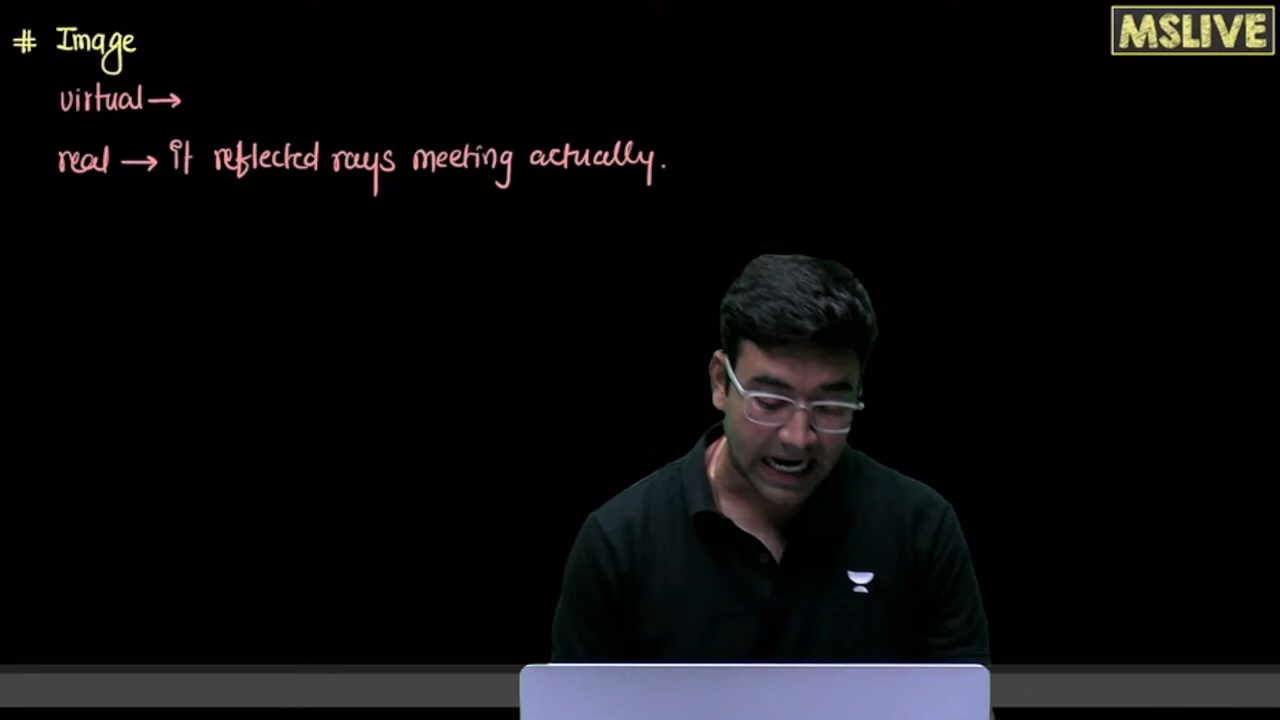 # Image
MSLIVE
virtual →
real → if reflected rays meeting actually.